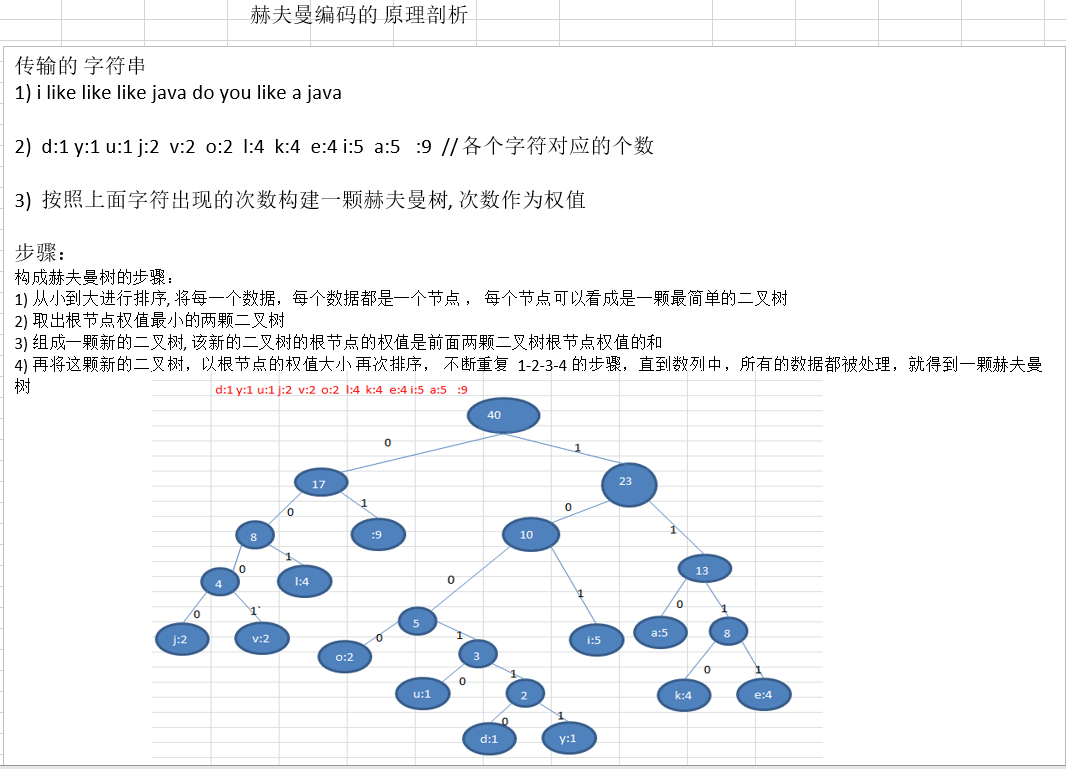 赫夫曼编码的 原理剖析
传输的 字符串
1) i like like like java do you like a java
2) d:1 y:1 u:1 j:2 v:2 o:2 l:4 k:4 e:4 i:5 a:5 :9 // 各个字符对应的个数
3) 按照上面字符出现的次数构建一颗赫夫曼树, 次数作为权值
步骤：
构成赫夫曼树的步骤：
1) 从小到大进行排序, 将每一个数据，每个数据都是一个节点 ， 每个节点可以看成是一颗最简单的二叉树
2) 取出根节点权值最小的两颗二叉树
3) 组成一颗新的二叉树, 该新的二叉树的根节点的权值是前面两颗二叉树根节点权值的和
4) 再将这颗新的二叉树，以根节点的权值大小 再次排序， 不断重复 1-2-3-4 的步骤，直到数列中，所有的数据都被处理，就得到一颗赫夫曼
树
d:1 y:1 u:1 j:2 v:2 o:2 l:4 k:4 e:4 i:5 a:5 :9
40
0 1
17 23
0 1 0 1
8 :9 10
0 1 13
4 l:4 0 1 0 1
0 1`
j:2 v:2 5 i:5 a:5 8
0 1 0 1
o:2 3
0 1
u:1 2 k:4 e:4
0 1
d:1 y:1